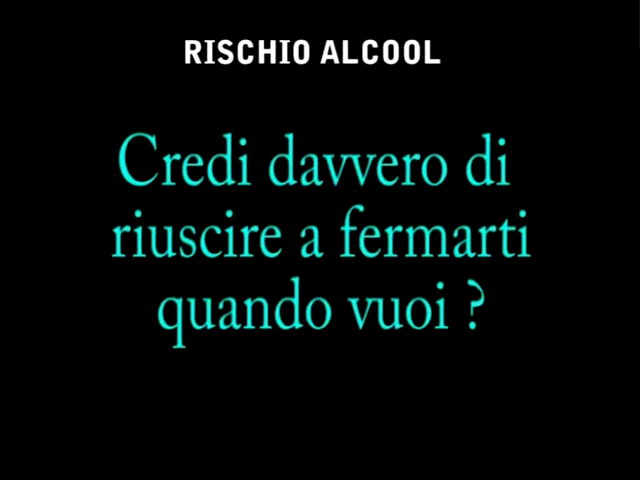 RISCHIO ALCOOL
Credi davvero di
riuscire a fermarti
quando vuoi ?